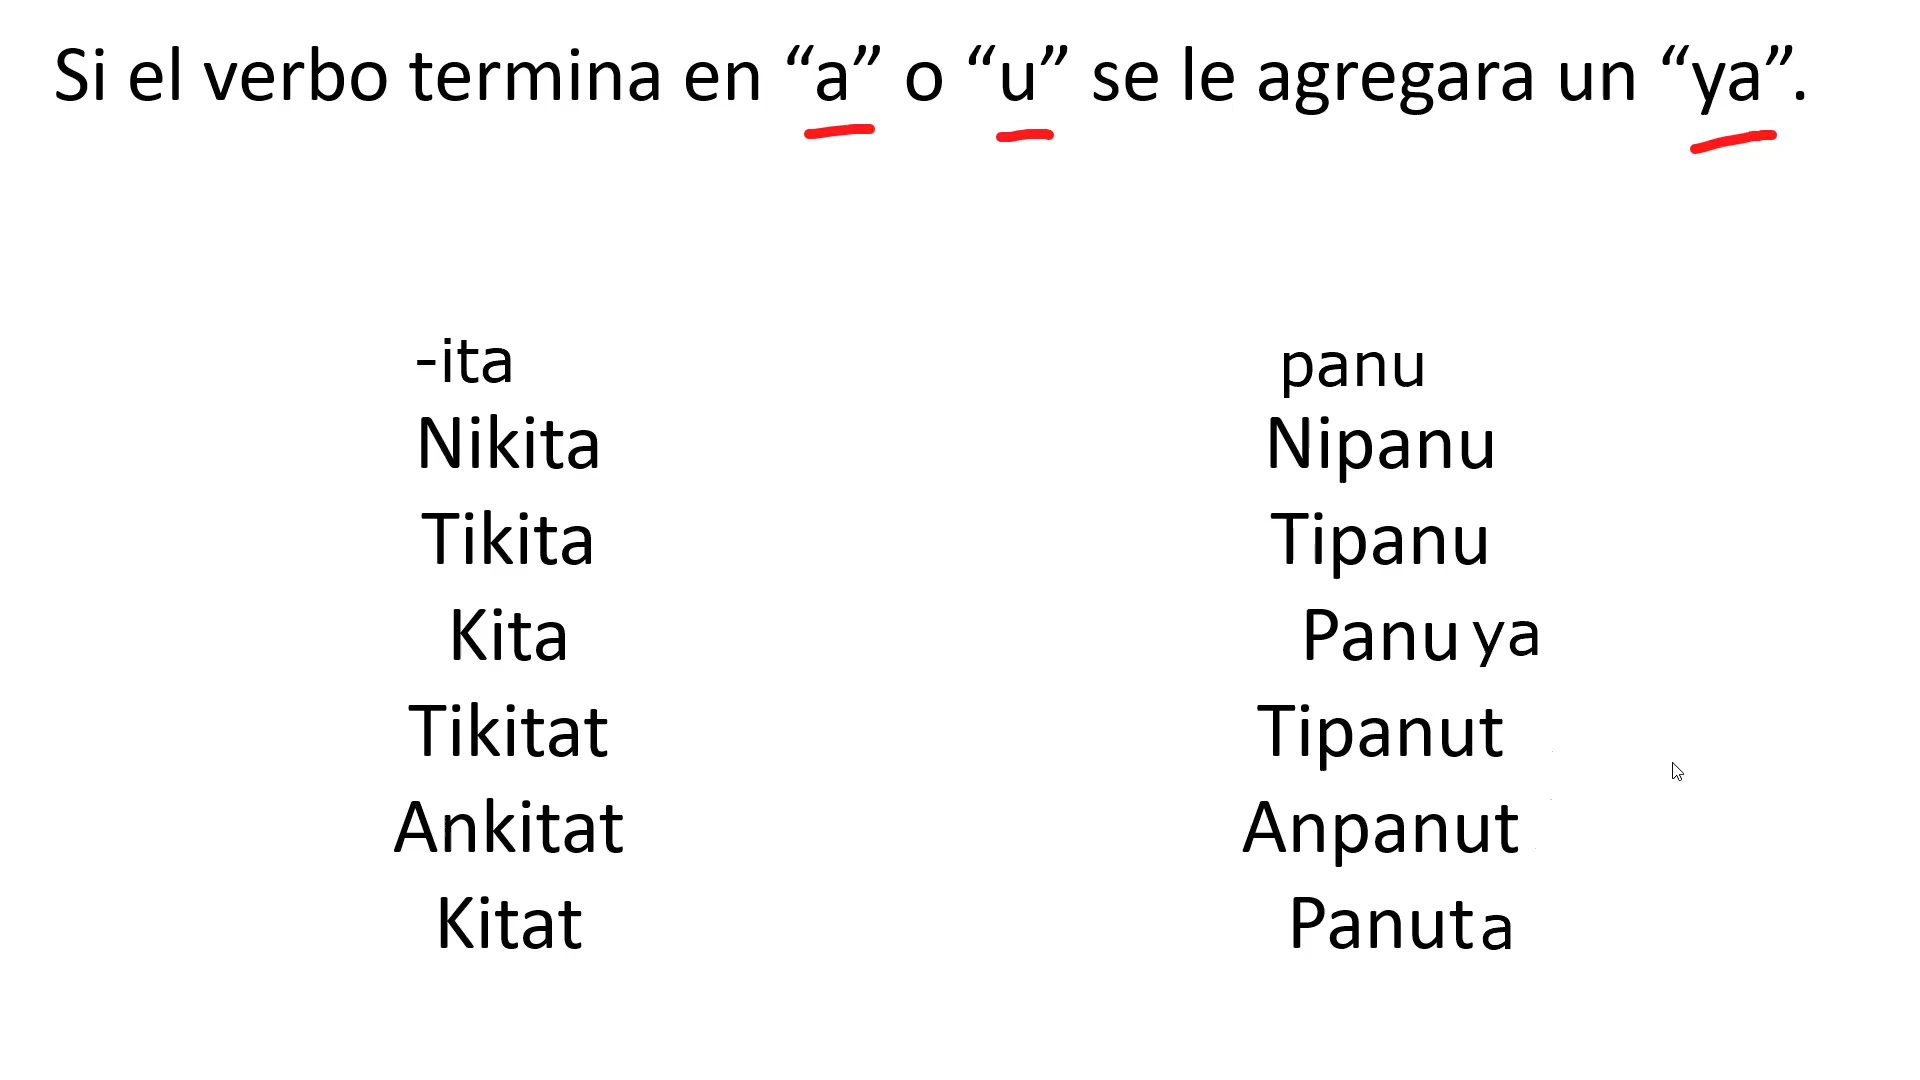 Si el verbo termina en “a” o “u” se le agregara un “ya”.
-ita
Nikita
Tikita
Kita
Tikitat
Ankitat
Kitat
panu
Nipanu
Tipanu
Panu ya
Tipanut
Anpanut
Panut a